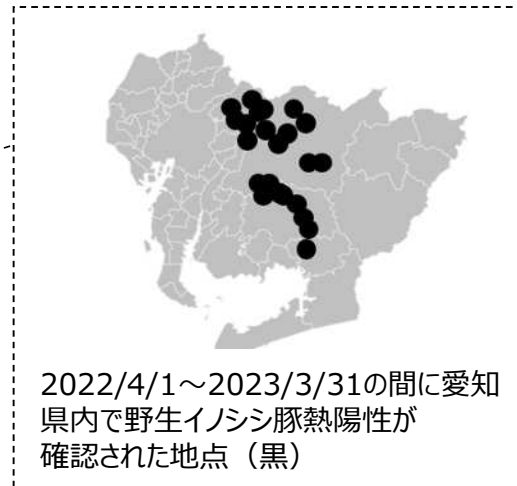 2022/4/1～2023/3/31の間に愛知
県内で野生イノシシ豚熱陽性が
確認された地点（黒）